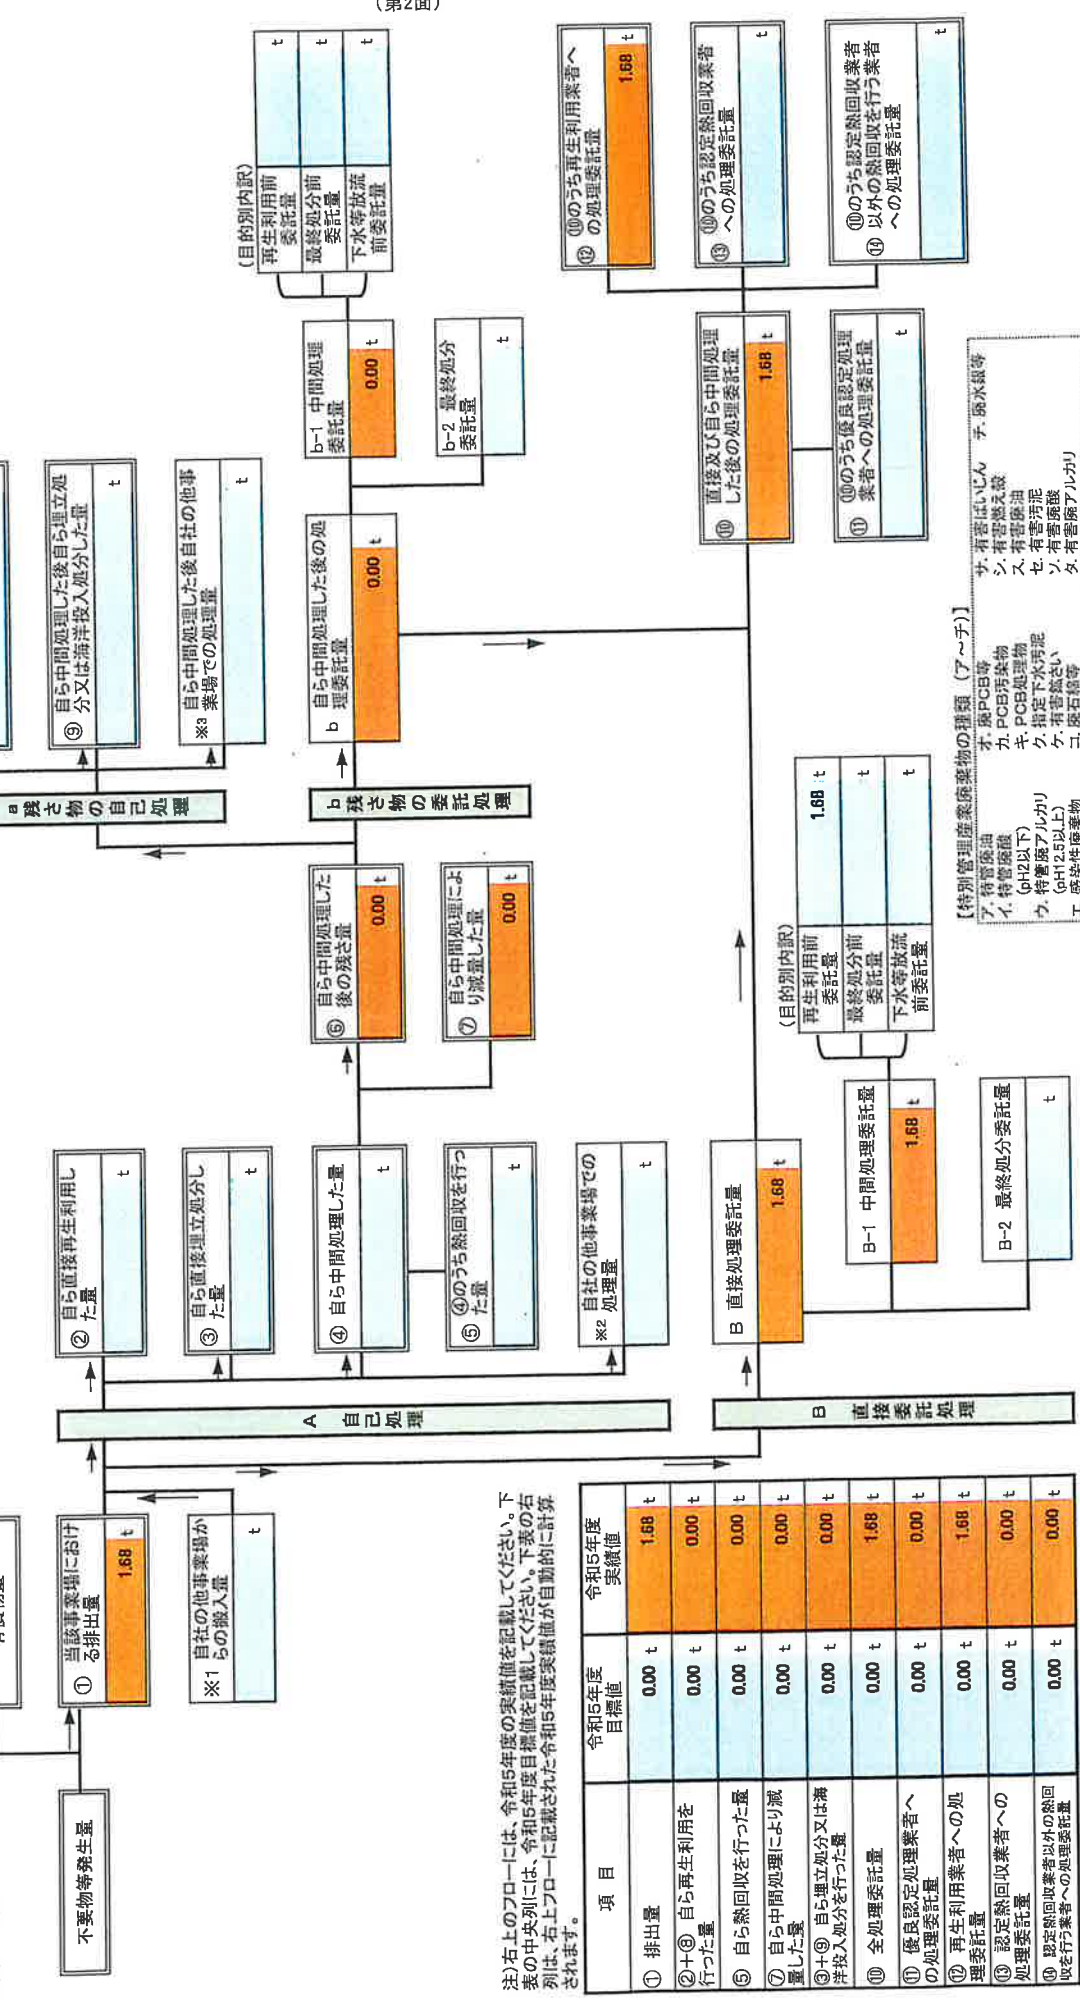 (第2面)
不要物等発生量
① 当該事業場におけ
る排出量
1.68 t
※1 自社の他事業場か
らの搬入量
t
A 自己処理
② 自ら直接再生利用し
た量
t
③ 自ら直接埋立処分し
た量
t
④ 自ら中間処理した量
t
⑤ ④のうち熱回収を行っ
た量
t
※2 自社の他事業場での
処理量
t
⑥ 自ら中間処理した
後の残さ量
0.00 t
⑦ 自ら中間処理によ
り減量した量
0.00 t
a 残さ物の自己処理
⑨ 自ら中間処理した後自ら埋立処
分又は海洋投入処分した量
t
※3 自ら中間処理した後自社の他事
業場での処理量
t
b 残さ物の委託処理
b 自ら中間処理した後の処
理委託量
0.00 t
b-1 中間処理
委託量
0.00 t
b-2 最終処分
委託量
t
(目的別内訳)
再生利用前
委託量
t
最終処分前
委託量
t
下水等放流
前委託量
t
B 直接委託処理
B 直接処理委託量
1.68 t
B-1 中間処理委託量
1.68 t
B-2 最終処分委託量
t
(目的別内訳)
再生利用前
委託量
1.68 t
最終処分前
委託量
t
下水等放流
前委託量
t
⑩ 直接及び自ら中間処理
した後の処理委託量
1.68 t
⑪ ⑩のうち優良認定処理
業者への処理委託量
t
⑫ ⑩のうち再生利用業者へ
の処理委託量
1.68 t
⑬ ⑩のうち認定熱回収業者
への処理委託量
t
⑭ ⑩のうち認定熱回収業者
以外の熱回収を行う業者
への処理委託量
t
注)右上のフローには、令和5年度の実績値を記載してください。下
表の中央列には、令和5年度目標値を記載してください。下表の右
列は、右上フローに記載された令和5年度実績値が自動的に計算
されます。
項 目 令和5年度
目標値 令和5年度
実績値
① 排出量 0.00 t 1.68 t
②+⑧ 自ら再生利用を
行った量 0.00 t 0.00 t
⑤ 自ら熱回収を行った量 0.00 t 0.00 t
⑦ 自ら中間処理により減
量した量 0.00 t 0.00 t
③+⑨ 自ら埋立処分又は海
洋投入処分を行った量 0.00 t 0.00 t
⑩ 全処理委託量 0.00 t 1.68 t
⑪ 優良認定処理業者へ
の処理委託量 0.00 t 0.00 t
⑫ 再生利用業者への処
理委託量 0.00 t 1.68 t
⑬ 認定熱回収業者への
処理委託量 0.00 t 0.00 t
⑭ 認定熱回収業者以外の熱回
収を行う業者への処理委託量 0.00 t 0.00 t
【特別管理産業廃棄物の種類(ア~チ)】
ア. 特管廃油
イ. 特管廃酸
(pH2以下)
ウ. 特管廃アルカリ
(pH12.5以上)
エ. 感染性廃棄物
オ. 廃PCB等
カ. PCB汚染物
キ. PCB処理物
ク. 指定下水汚泥
ケ. 有害鉱さい
コ. 廃石綿等
サ. 有害ばいじん
シ. 有害燃え殻
ス. 有害廃油
セ. 有害汚泥
ソ. 有害廃酸
タ. 有害廃アルカリ
チ. 廃水銀等